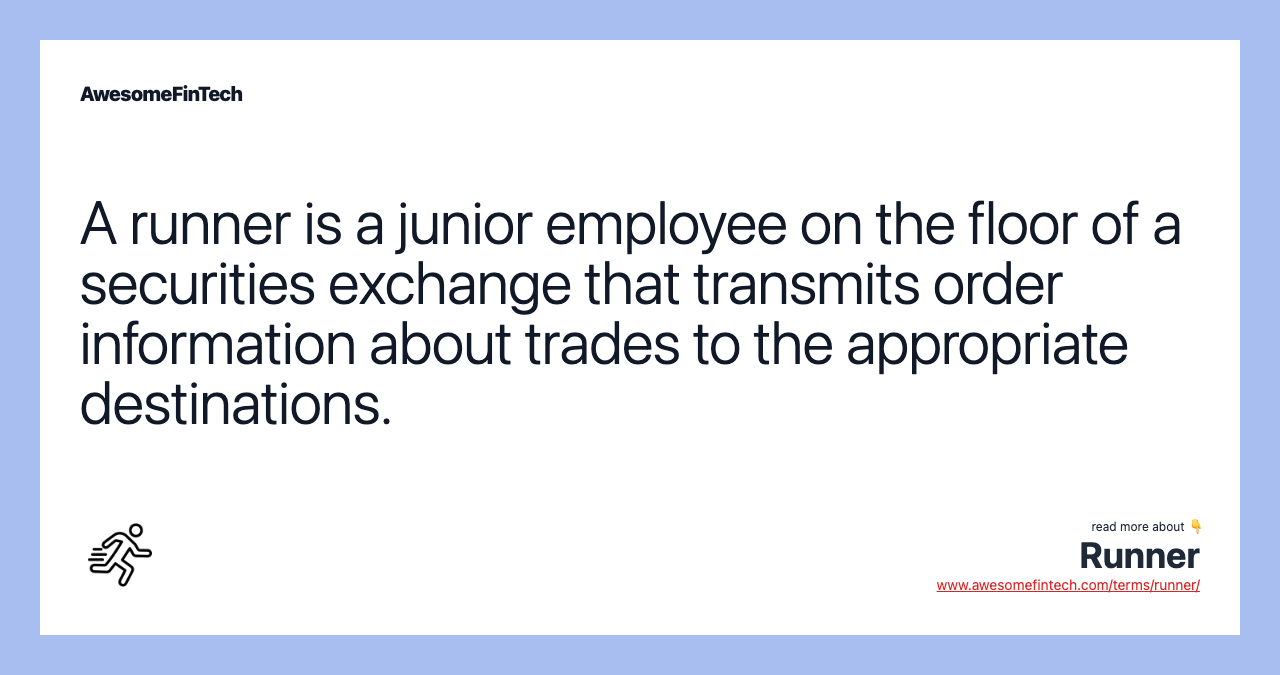 AwesomeFinTech
A runner is a junior employee on the floor of a
securities exchange that transmits order
information about trades to the appropriate
destinations.
read more about 👇
Runner
www.awesomefintech.com/terms/runner/